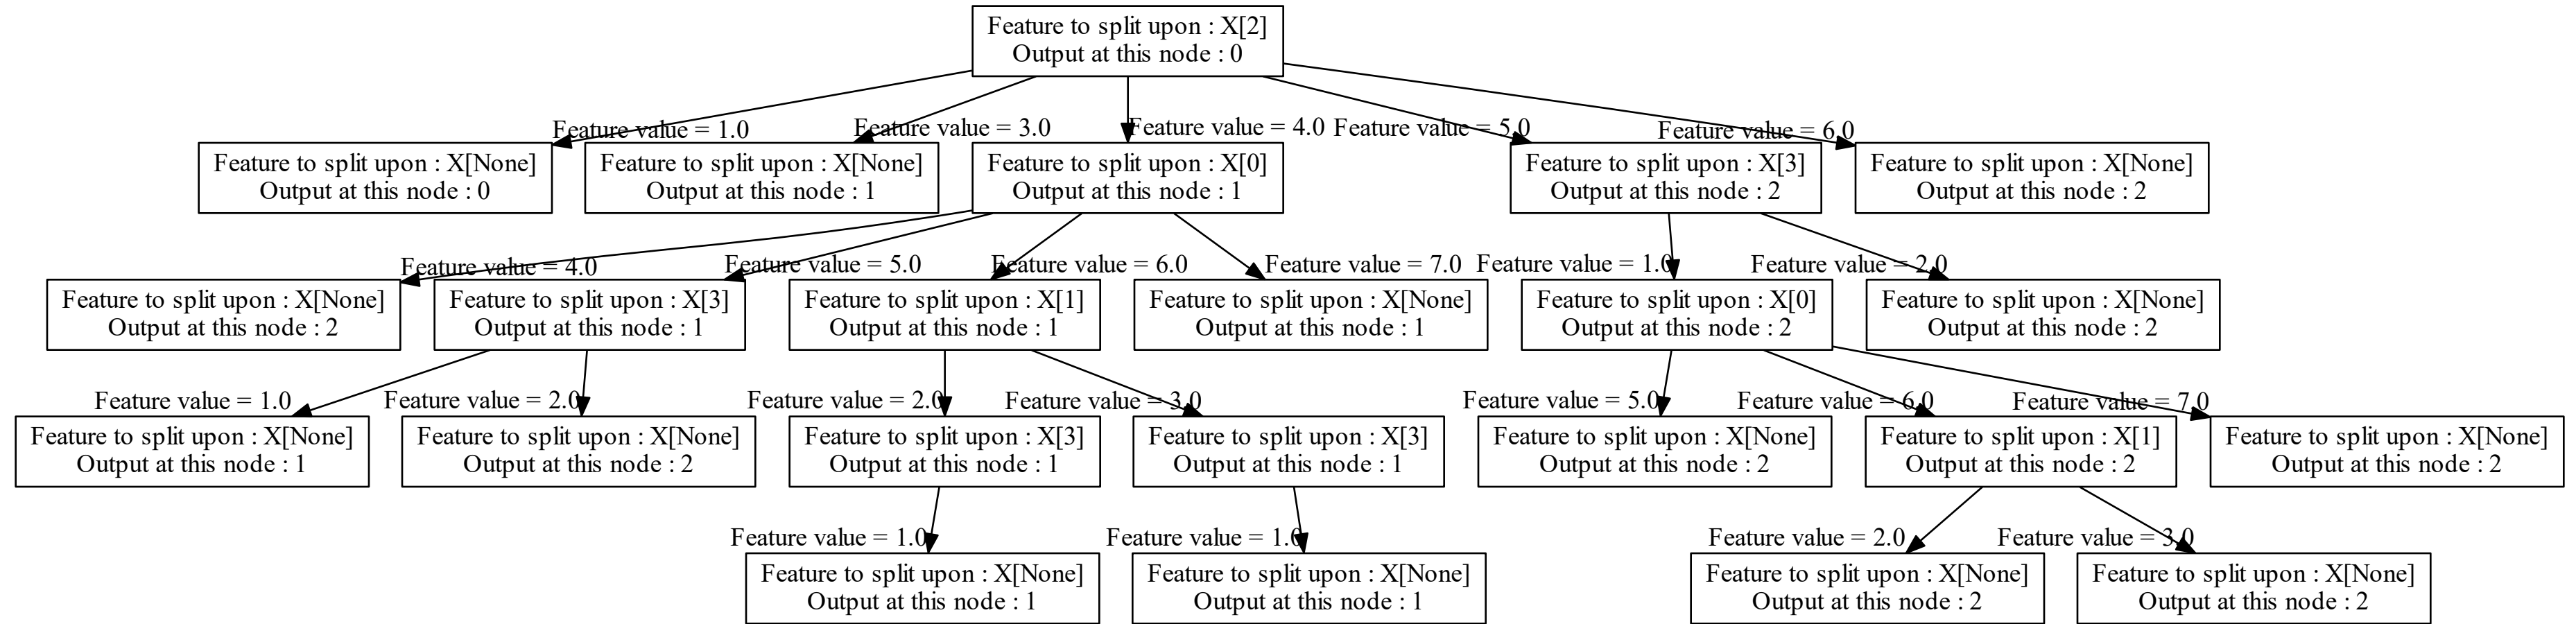 Feature to split upon : X[2]
Output at this node : 0
Feature value = 1.0
Feature value = 3.0
Feature value = 4.0
Feature value = 5.0
Feature value = 6.0
Feature to split upon : X[None]
Output at this node : 0
Feature to split upon : X[None]
Output at this node : 1
Feature to split upon : X[0]
Output at this node : 1
Feature to split upon : X[3]
Output at this node : 2
Feature to split upon : X[None]
Output at this node : 2
Feature value = 4.0
Feature value = 5.0
Feature value = 6.0
Feature value = 7.0
Feature value = 1.0
Feature value = 2.0
Feature to split upon : X[None]
Output at this node : 2
Feature to split upon : X[3]
Output at this node : 1
Feature to split upon : X[1]
Output at this node : 1
Feature to split upon : X[None]
Output at this node : 1
Feature to split upon : X[0]
Output at this node : 2
Feature to split upon : X[None]
Output at this node : 2
Feature value = 1.0
Feature value = 2.0
Feature value = 2.0
Feature value = 3.0
Feature value = 5.0
Feature value = 6.0
Feature value = 7.0
Feature to split upon : X[None]
Output at this node : 1
Feature to split upon : X[None]
Output at this node : 2
Feature to split upon : X[3]
Output at this node : 1
Feature to split upon : X[3]
Output at this node : 1
Feature to split upon : X[None]
Output at this node : 2
Feature to split upon : X[1]
Output at this node : 2
Feature to split upon : X[None]
Output at this node : 2
Feature value = 1.0
Feature value = 1.0
Feature value = 2.0
Feature value = 3.0
Feature to split upon : X[None]
Output at this node : 1
Feature to split upon : X[None]
Output at this node : 1
Feature to split upon : X[None]
Output at this node : 2
Feature to split upon : X[None]
Output at this node : 2